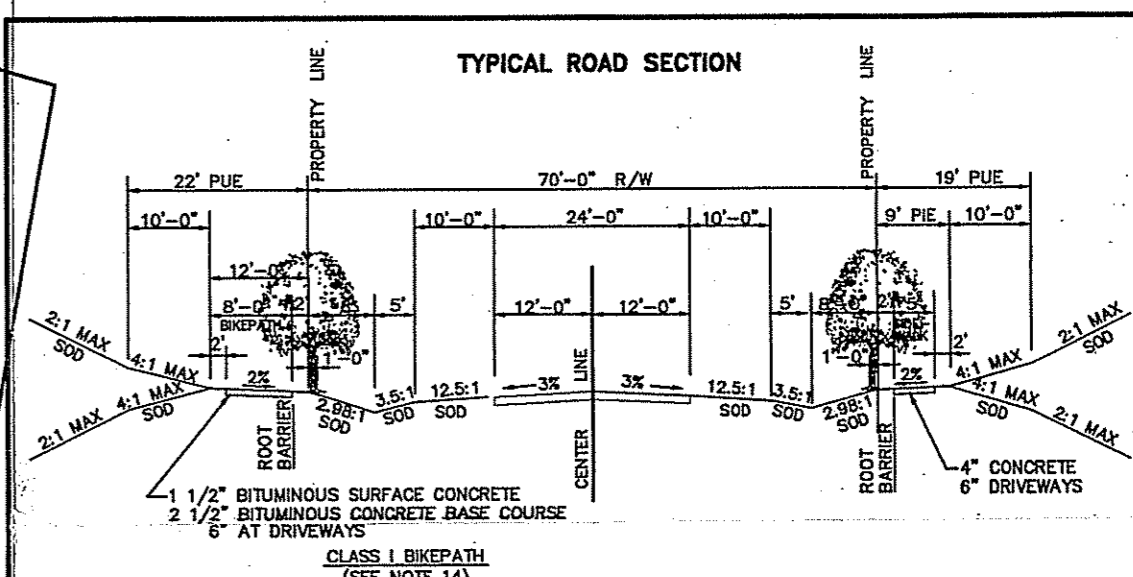 TYPICAL ROAD SECTION
PROPERTY LINE
PROPERTY LINE
22' PUE
70'-0" R/W
19' PUE
9' PIE
10'-0"
10'-0"
10'-0"
24'-0"
10'-0"
12'-0"
8'-0"
2'
5'
12'-0"
12'-0"
5'
2'
5'
BIKEPATH
2'
1'-0"
1'-0"
2'
2:1 MAX
SOD
4:1 MAX
2%
3%
3%
2%
4:1 MAX
2:1 MAX
SOD
2:1 MAX
SOD
4:1 MAX
SOD
2.98:1
SOD
3.5:1
SOD
12.5:1
SOD
12.5:1
SOD
3.5:1
SOD
2.98:1
SOD
4:1 MAX
SOD
2:1 MAX
ROOT BARRIER
CENTER LINE
ROOT BARRIER
1 1/2" BITUMINOUS SURFACE CONCRETE
2 1/2" BITUMINOUS CONCRETE BASE COURSE
6" AT DRIVEWAYS
4" CONCRETE
6" DRIVEWAYS
CLASS I BIKEPATH
(SEE NOTE 14)